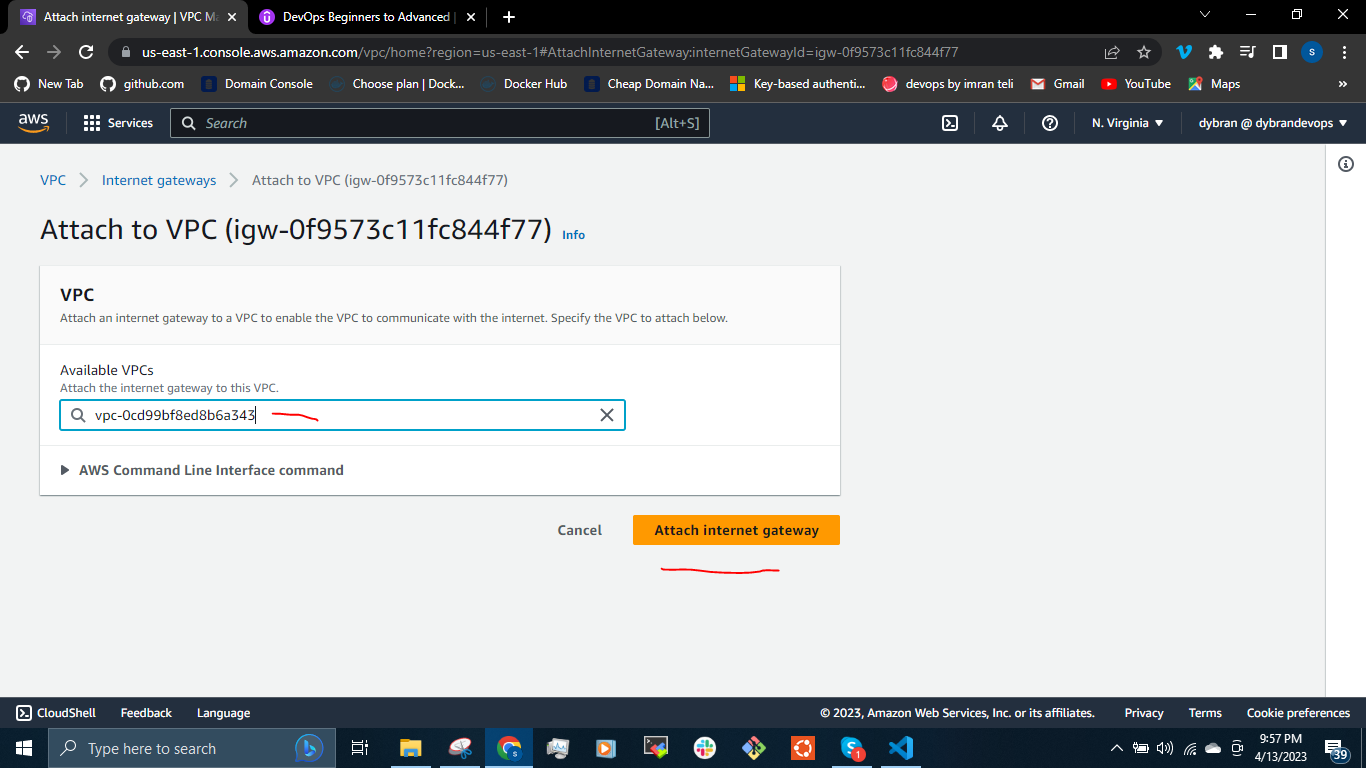 Attach internet gateway | VPC Ma
DevOps Beginners to Advanced |
us-east-1.console.aws.amazon.com/vpc/home?region=us-east-1#AttachInternetGateway:internetGatewayId=igw-0f9573c11fc844f77
S
New Tab
github.com
Domain Console
Choose plan | Dock...
Docker Hub
Cheap Domain Na...
Key-based authenti...
devops by imran teli
Gmail
YouTube
Maps
»
aws
Services
Search
[Alt+S]
N. Virginia
dybran @ dybrandevops
VPC
Internet gateways
Attach to VPC (igw-0f9573c11fc844f77)
Attach to VPC (igw-0f9573c11fc844f77)
Info
VPC
Attach an internet gateway to a VPC to enable the VPC to communicate with the internet. Specify the VPC to attach below.
Available VPCs
Attach the internet gateway to this VPC.
vpc-0cd99bf8ed8b6a343
AWS Command Line Interface command
Cancel
Attach internet gateway
CloudShell
Feedback
Language
© 2023, Amazon Web Services, Inc. or its affiliates.
Privacy
Terms
Cookie preferences
Type here to search
S
1
9:57 PM
4/13/2023
39